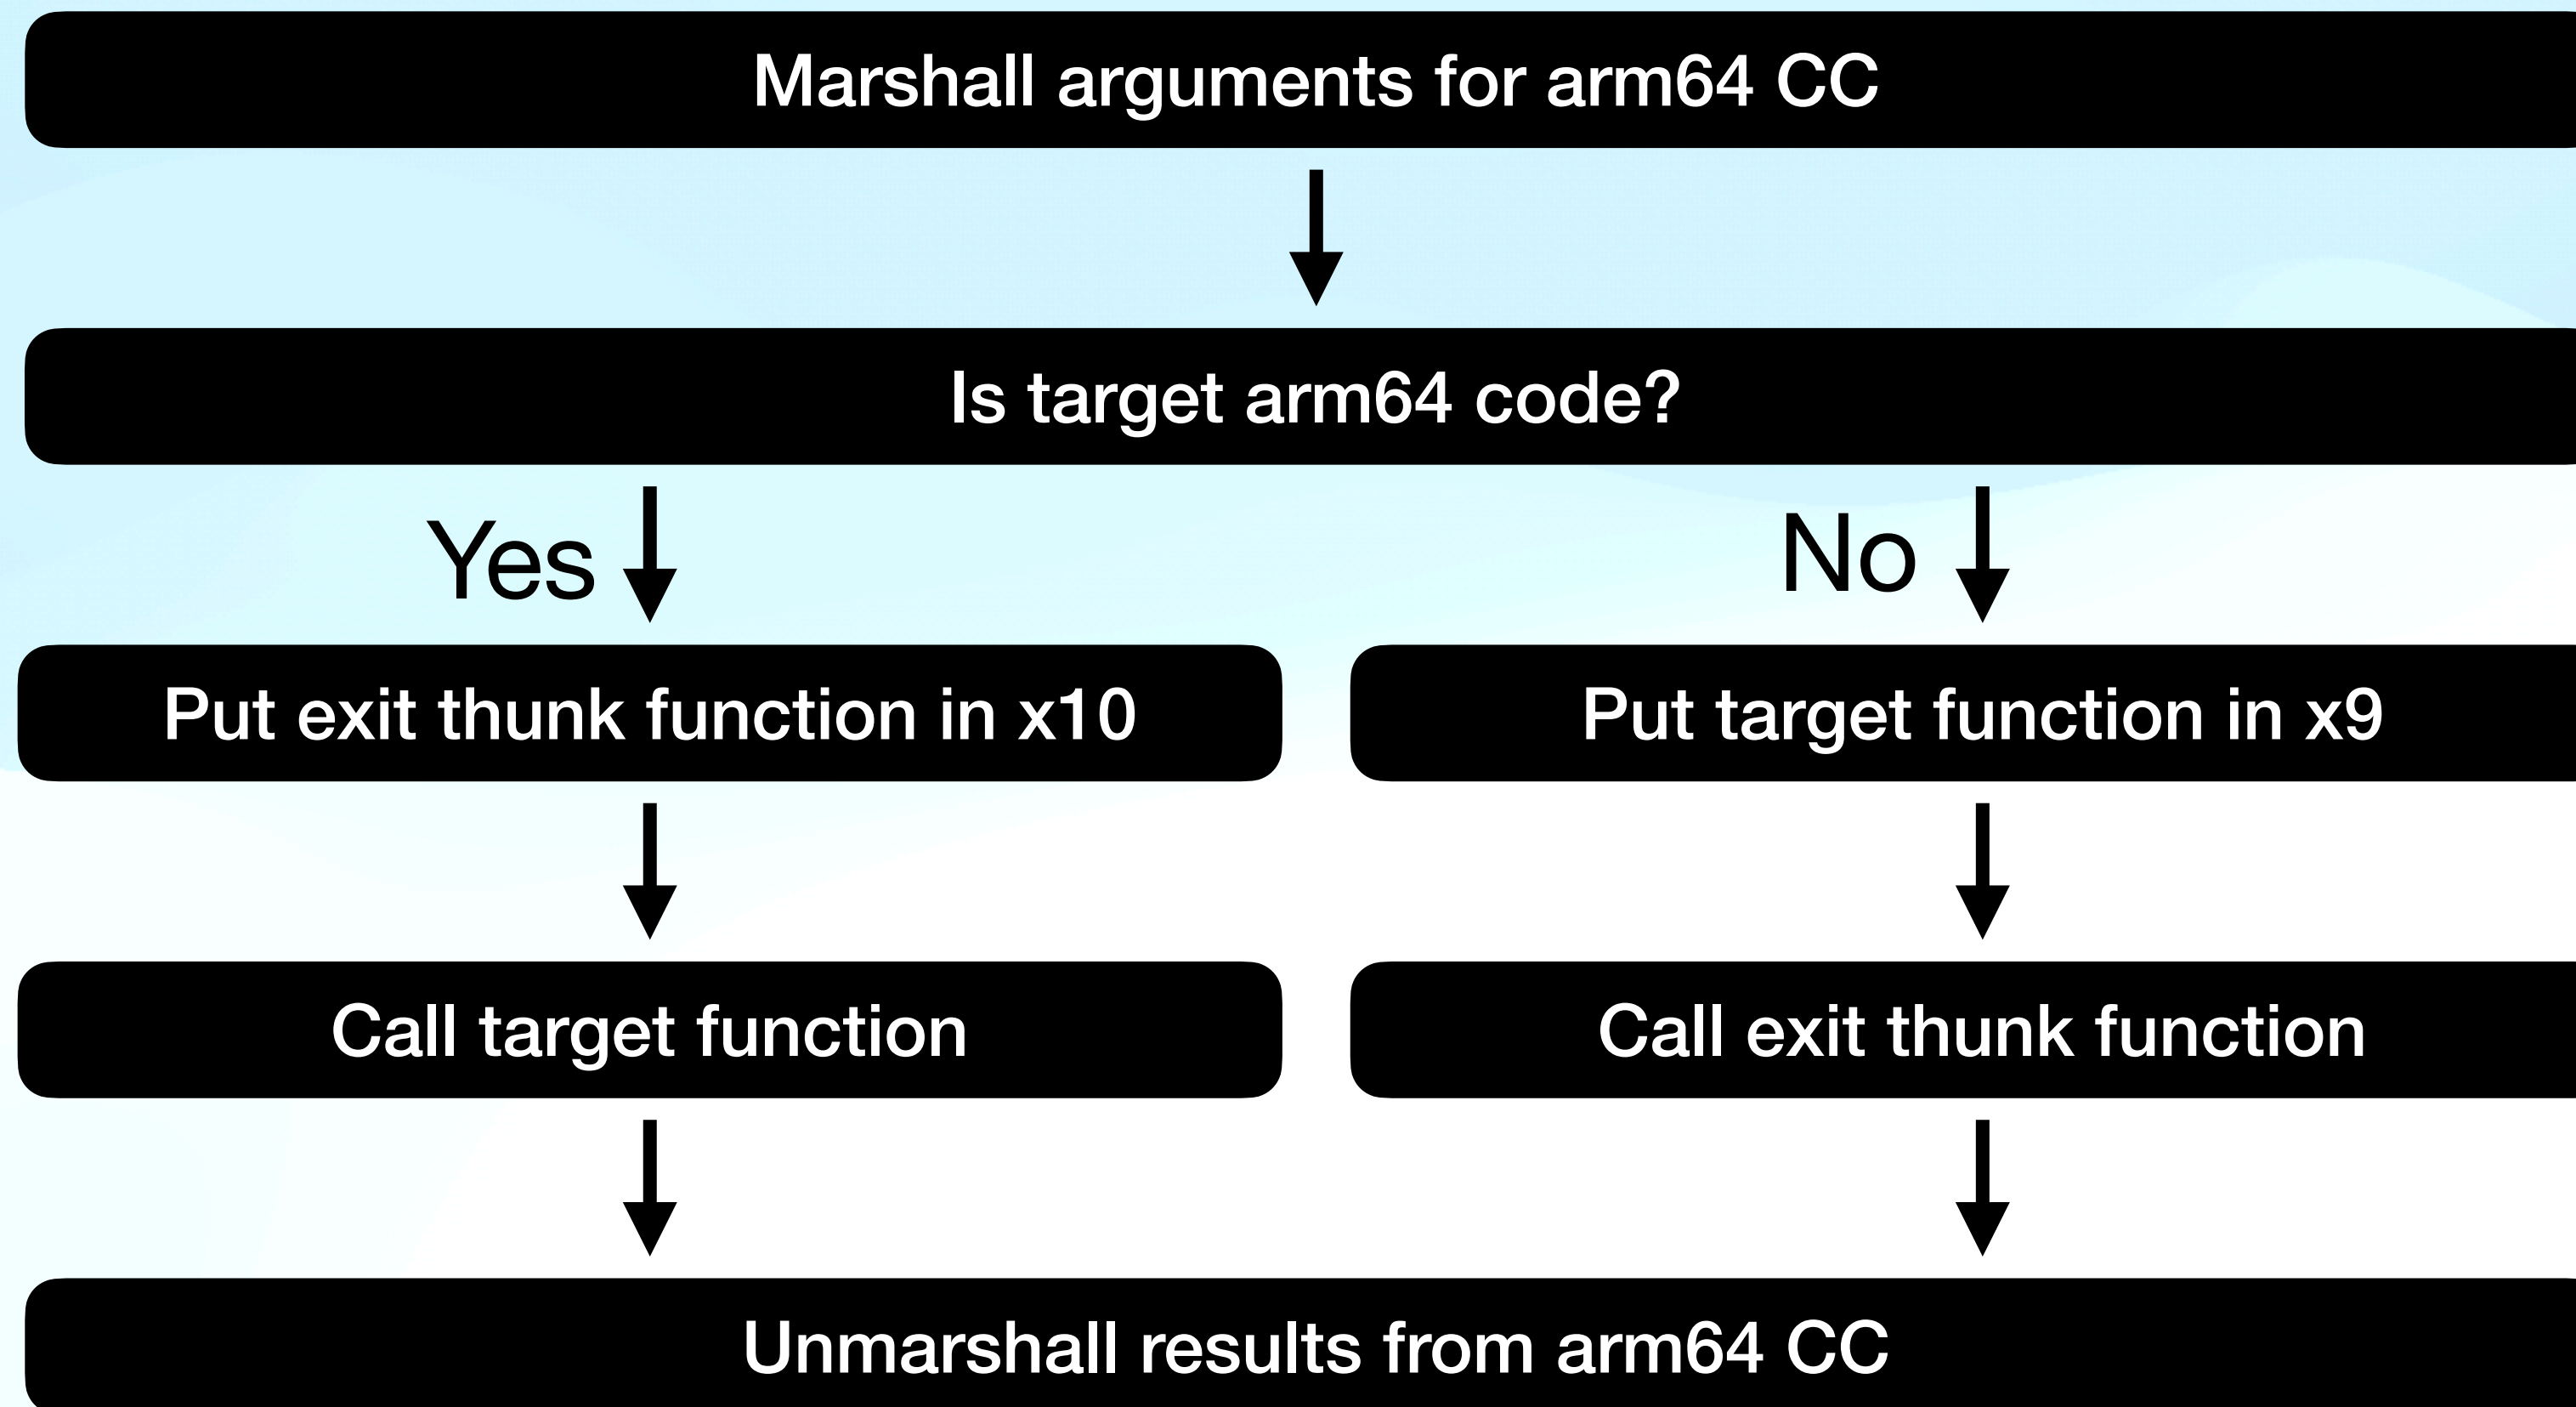 Marshall arguments for arm64 CC
Is target arm64 code?
Yes
No
Put exit thunk function in x10
Put target function in x9
Call target function
Call exit thunk function
Unmarshall results from arm64 CC